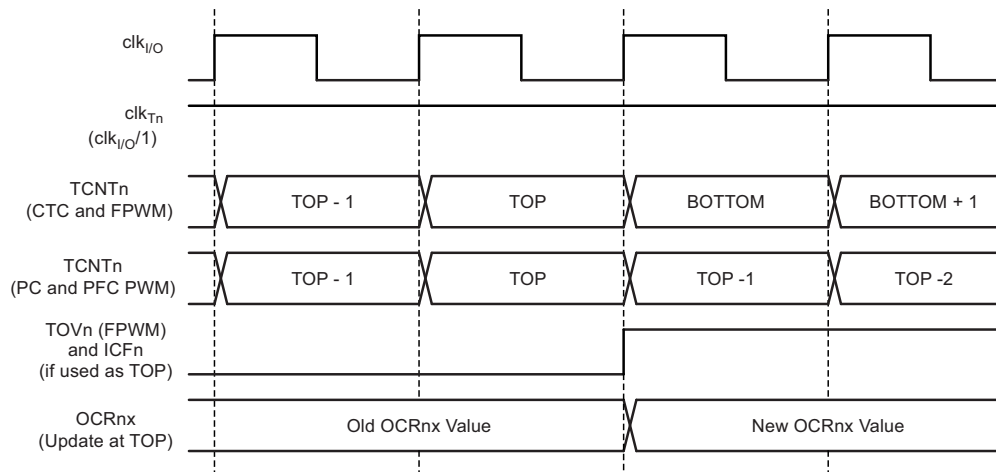 clkI/O
clkTn
(clkI/O/1)
TCNTn
(CTC and FPWM)
TOP - 1
TOP
BOTTOM
BOTTOM + 1
TCNTn
(PC and PFC PWM)
TOP - 1
TOP
TOP -1
TOP -2
TOVn (FPWM)
and ICFn
(if used as TOP)
OCRnx
(Update at TOP)
Old OCRnx Value
New OCRnx Value